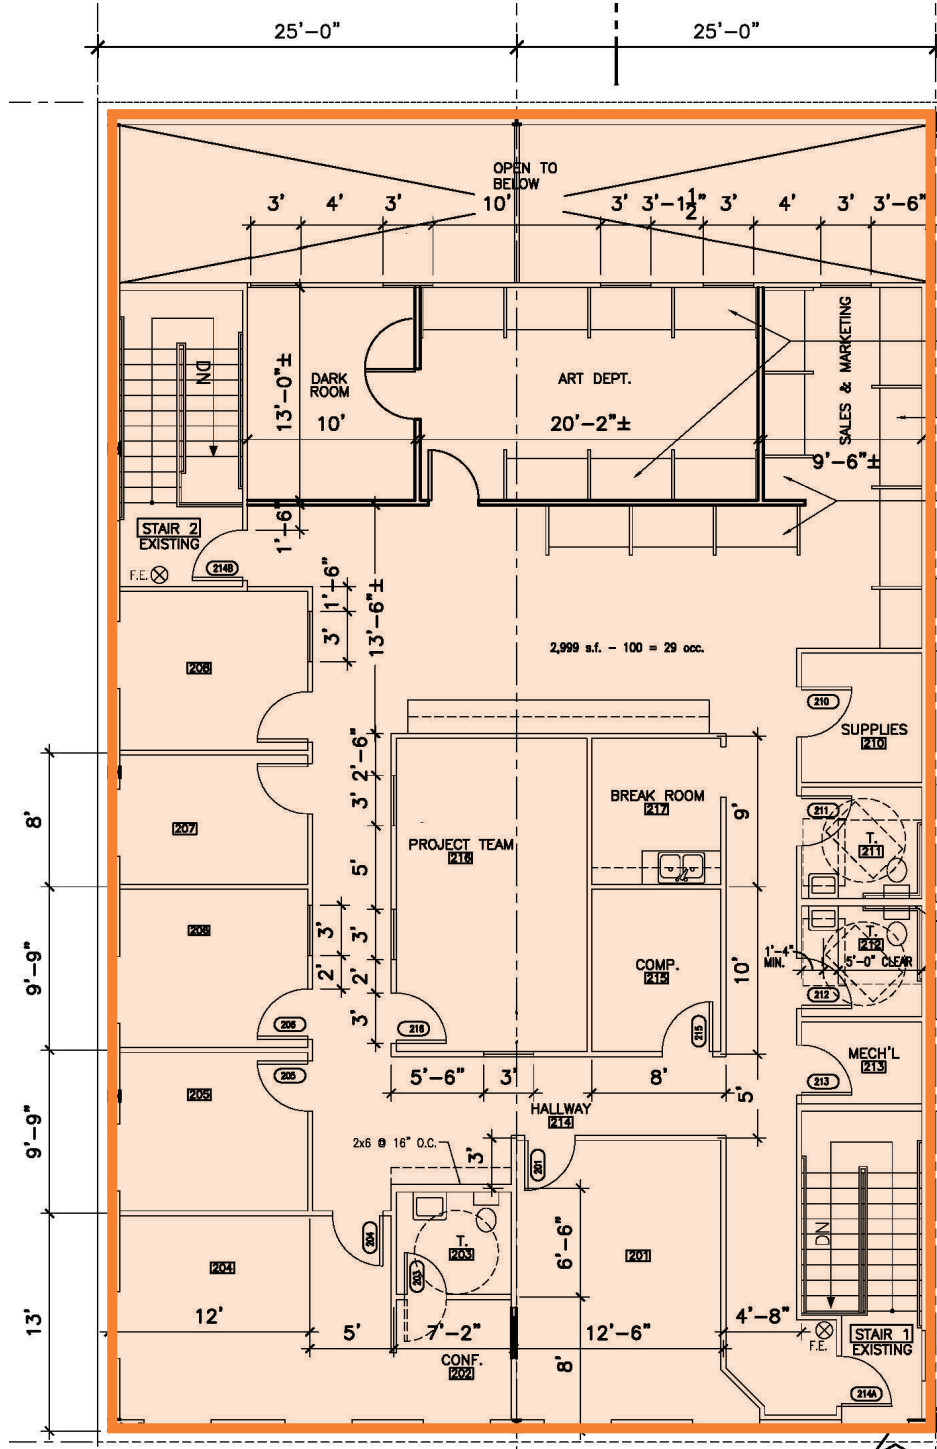 25'-0" 25'-0"
OPEN TO
BELOW
3' 4' 3' 10' 3' 3'-1½" 3' 4' 3' 3'-6"
DN
13'-0"±
DARK
ROOM
10'
ART DEPT.
20'-2"±
SALES & MARKETING
9'-6"±
STAIR 2
EXISTING
1'-6"
F.E.
214B
1'-6"
3'
13'-6"±
208
2,999 s.f. - 100 = 29 occ.
210
SUPPLIES
210
2'-6"
3'
5'
8'
207
PROJECT TEAM
216
BREAK ROOM
217
9'
211
T.
211
206
3'
2'
3'
2'
3'
9'-9"
COMP.
215
10'
T.
212
1'-4"
MIN.
5'-0" CLEAR
212
206
216
215
205
5'-6" 3' 8'
MECH'L
213
213
205
9'-9"
HALLWAY
214
5'
2x6 @ 16" O.C.
3'
201
204
204
T.
203
203
6'-6"
201
DN
13'
12' 5' 7'-2" 12'-6" 4'-8"
F.E.
STAIR 1
EXISTING
CONF.
202
8'
214A